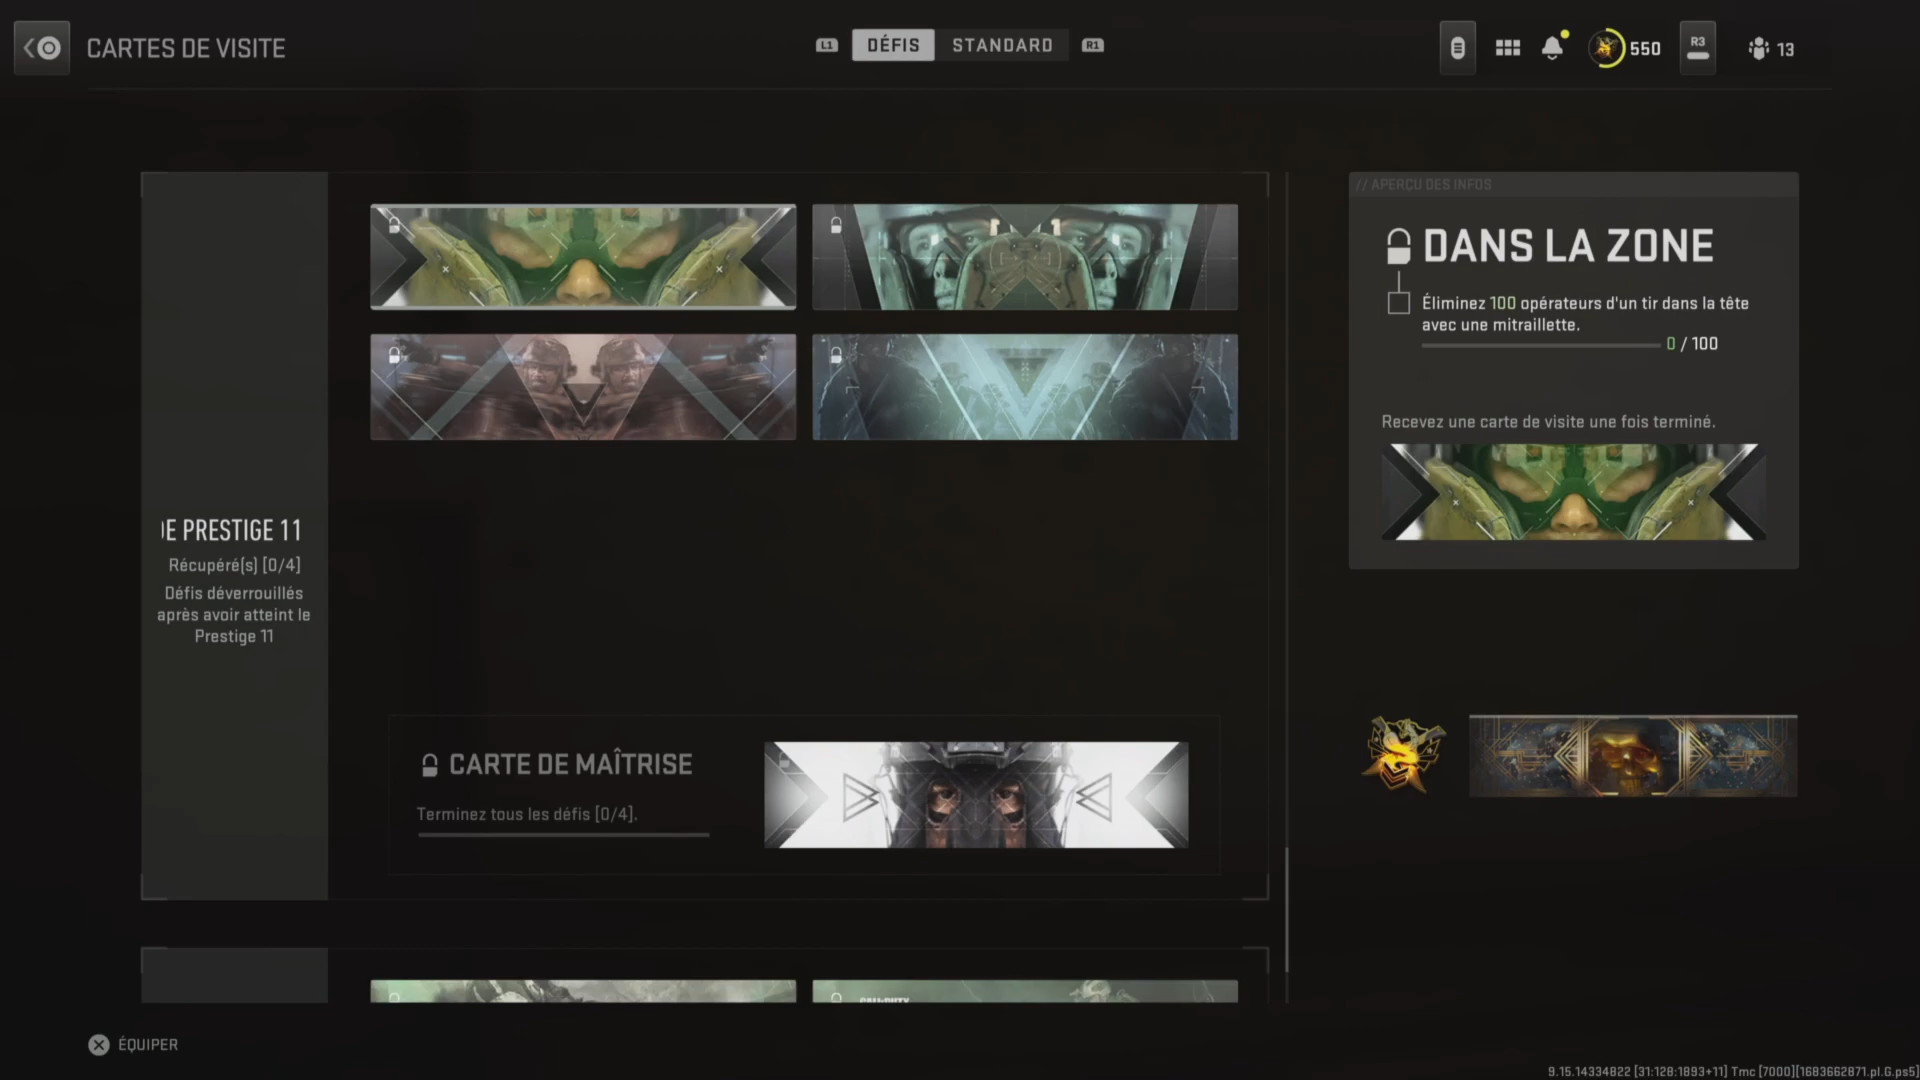 CARTES DE VISITE
L1
DÉFIS
STANDARD
R1
550
R3
13
// APERÇU DES INFOS
DANS LA ZONE
Éliminez 100 opérateurs d'un tir dans la tête
avec une mitraillette.
0 / 100
Recevez une carte de visite une fois terminé.
DE PRESTIGE 11
Récupéré(s) [0/4]
Défis déverrouillés
après avoir atteint le
Prestige 11
CARTE DE MAÎTRISE
Terminez tous les défis [0/4].
CALL•DUTY
ÉQUIPER
9.15.14334822 [31:128:1893+11] Tmc [7000][1683662871.pl.G.ps5]